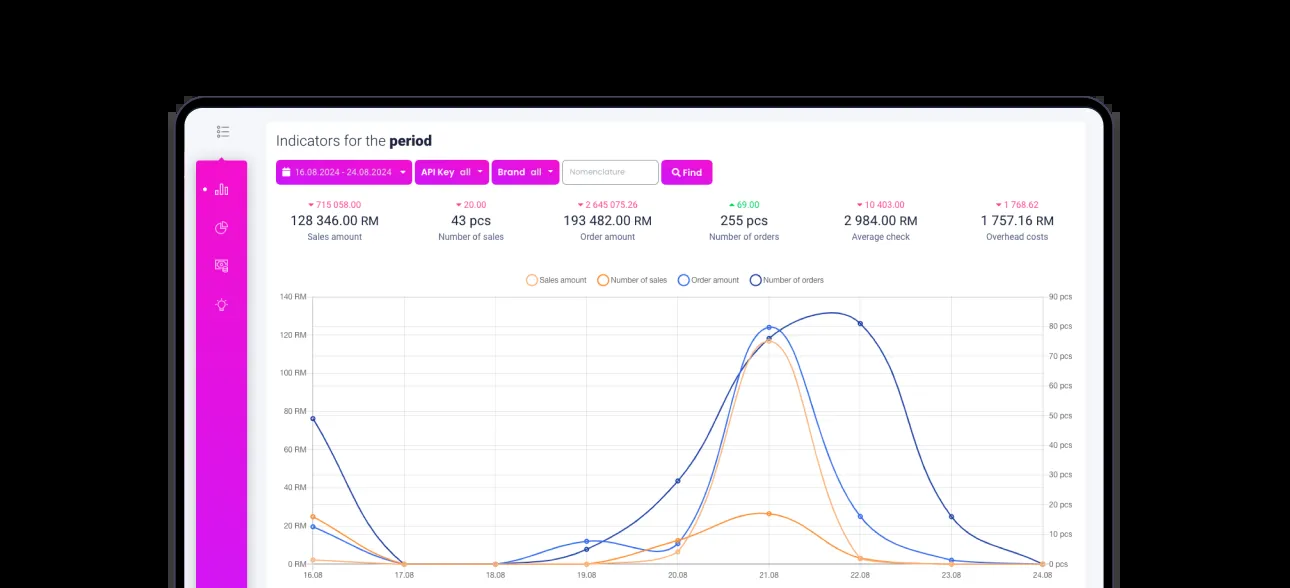 Indicators for the period
16.08.2024 - 24.08.2024 API Key all Brand all Nomenclature Find
715 058.00 20.00 2 645 075.26 69.00 10 403.00 1 768.62
128 346.00 RM 43 pcs 193 482.00 RM 255 pcs 2 984.00 RM 1 757.16 RM
Sales amount Number of sales Order amount Number of orders Average check Overhead costs
Sales amount Number of sales Order amount Number of orders
140 RM 90 pcs
80 pcs
120 RM
70 pcs
100 RM
60 pcs
80 RM
50 pcs
60 RM
40 pcs
30 pcs
40 RM
20 pcs
20 RM
10 pcs
0 RM 0 pcs
16.08 17.08 18.08 19.08 20.08 21.08 22.08 23.08 24.08